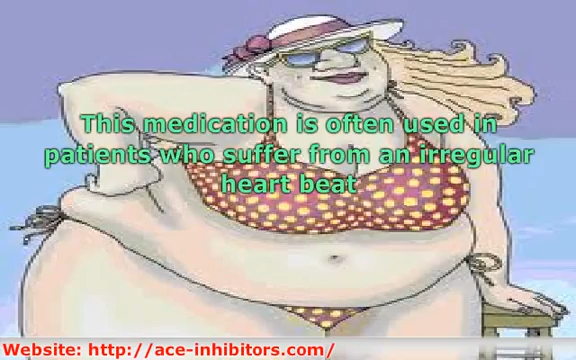 This medication is often used in
patients who suffer from an irregular
heart beat
Website: http://ace-inhibitors.com/